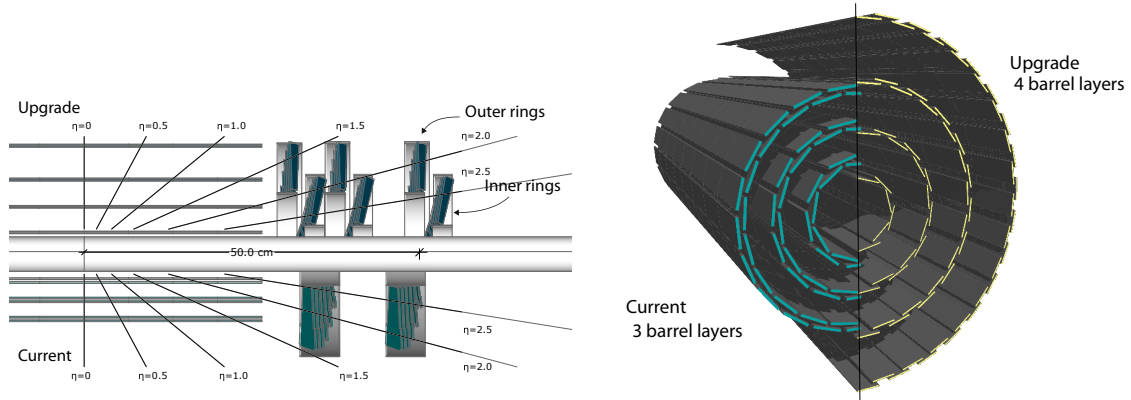 Upgrade
η=0
η=0.5
η=1.0
η=1.5
Outer rings
η=2.0
η=2.5
Inner rings
50.0 cm
Current
η=0
η=0.5
η=1.0
η=1.5
η=2.0
η=2.5
Upgrade
4 barrel layers
Current
3 barrel layers